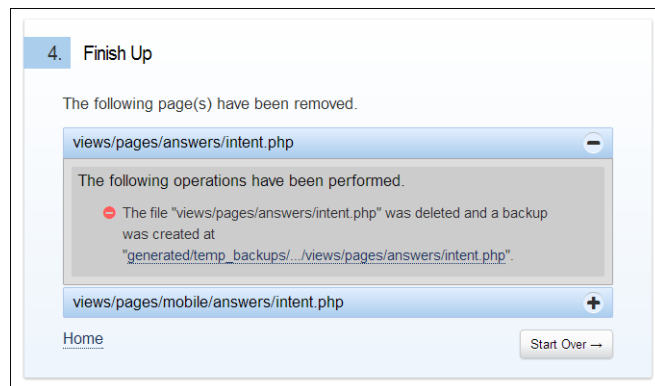 4. Finish Up
The following page(s) have been removed.
views/pages/answers/intent.php
The following operations have been performed.
The file "views/pages/answers/intent.php" was deleted and a backup
was created at
"generated/temp_backups/.../views/pages/answers/intent.php".
views/pages/mobile/answers/intent.php
Home
Start Over →